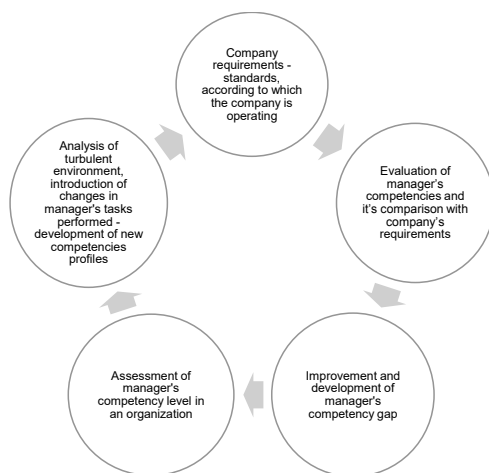 Company
requirements -
standards,
according to which
the company is
operating
Evaluation of
manager's
competencies and
it's comparison with
company's
requirements
Improvement and
development of
manager's
competency gap
Assessment of
manager's
competency level in
an organization
Analysis of
turbulent
environment,
introduction of
changes in
manager's tasks
performed -
development of new
competencies
profiles